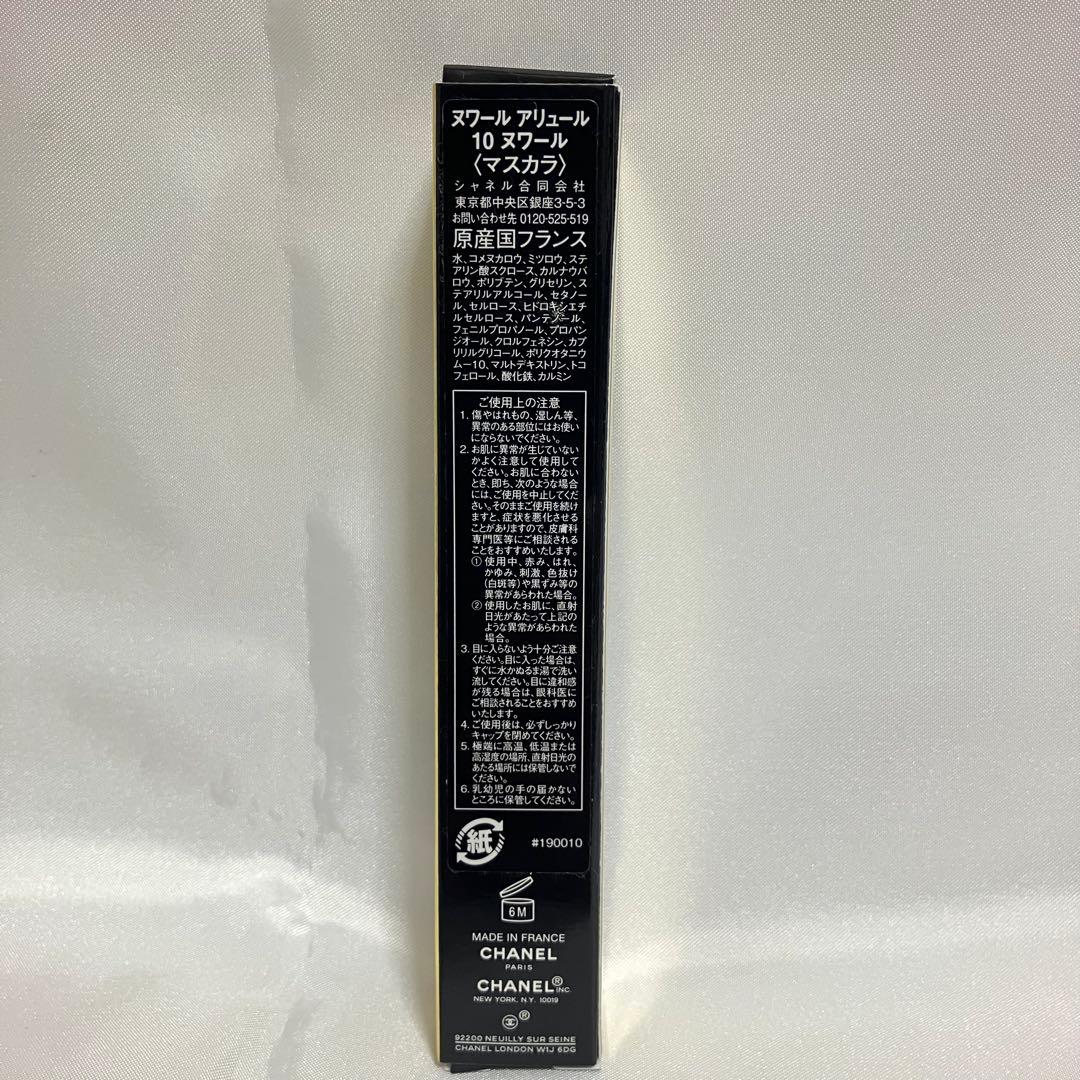 ヌワール アリュール
10 ヌワール
〈マスカラ〉
シャネル合同会社
東京都中央区銀座3-5-3
お問い合わせ先 0120-525-519
原産国フランス
水、コメヌカロウ、ミツロウ、ステ
アリン酸スクロース、カルナウバ
ロウ、ポリブテン、グリセリン、ス
テアリルアルコール、セタノー
ル、セルロース、ヒドロキシエチ
ルセルロース、パンテノール、
フェニルプロパノール、プロパン
ジオール、クロルフェネシン、カプ
リリルグリコール、ポリクオタニウ
ムー10、マルトデキストリン、トコ
フェロール、酸化鉄、カルミン
ご使用上の注意
1. 傷やはれもの、湿しん等、
異常のある部位にはお使い
にならないでください。
2. お肌に異常が生じていない
かよく注意して使用して
ください。お肌に合わない
とき、即ち、次のような場合
には、ご使用を中止してくだ
さい。そのままご使用を続け
ますと、症状を悪化させる
ことがありますので、皮膚科
専門医等にご相談される
ことをおすすめいたします。
① 使用中、赤み、はれ、
かゆみ、刺激、色抜け
(白斑等)や黒ずみ等の
異常があらわれた場合。
② 使用したお肌に、直射
日光があたって上記の
ような異常があらわれた
場合。
3. 目に入らないよう十分ご注意
ください。目に入った場合は、
すぐに水かぬるま湯で洗い
流してください。目に違和感
が残る場合は、眼科医に
ご相談されることをおすすめ
いたします。
4. ご使用後は、必ずしっかり
キャップを閉めてください。
5. 極端に高温、低温または
高湿度の場所、直射日光の
あたる場所には保管しないで
ください。
6. 乳幼児の手の届かない
ところに保管してください。
紙
#190010
6M
MADE IN FRANCE
CHANEL
PARIS
CHANEL® INC.
NEW YORK, N.Y. 10019
®
92200 NEUILLY SUR SEINE
CHANEL LONDON W1J 6DG